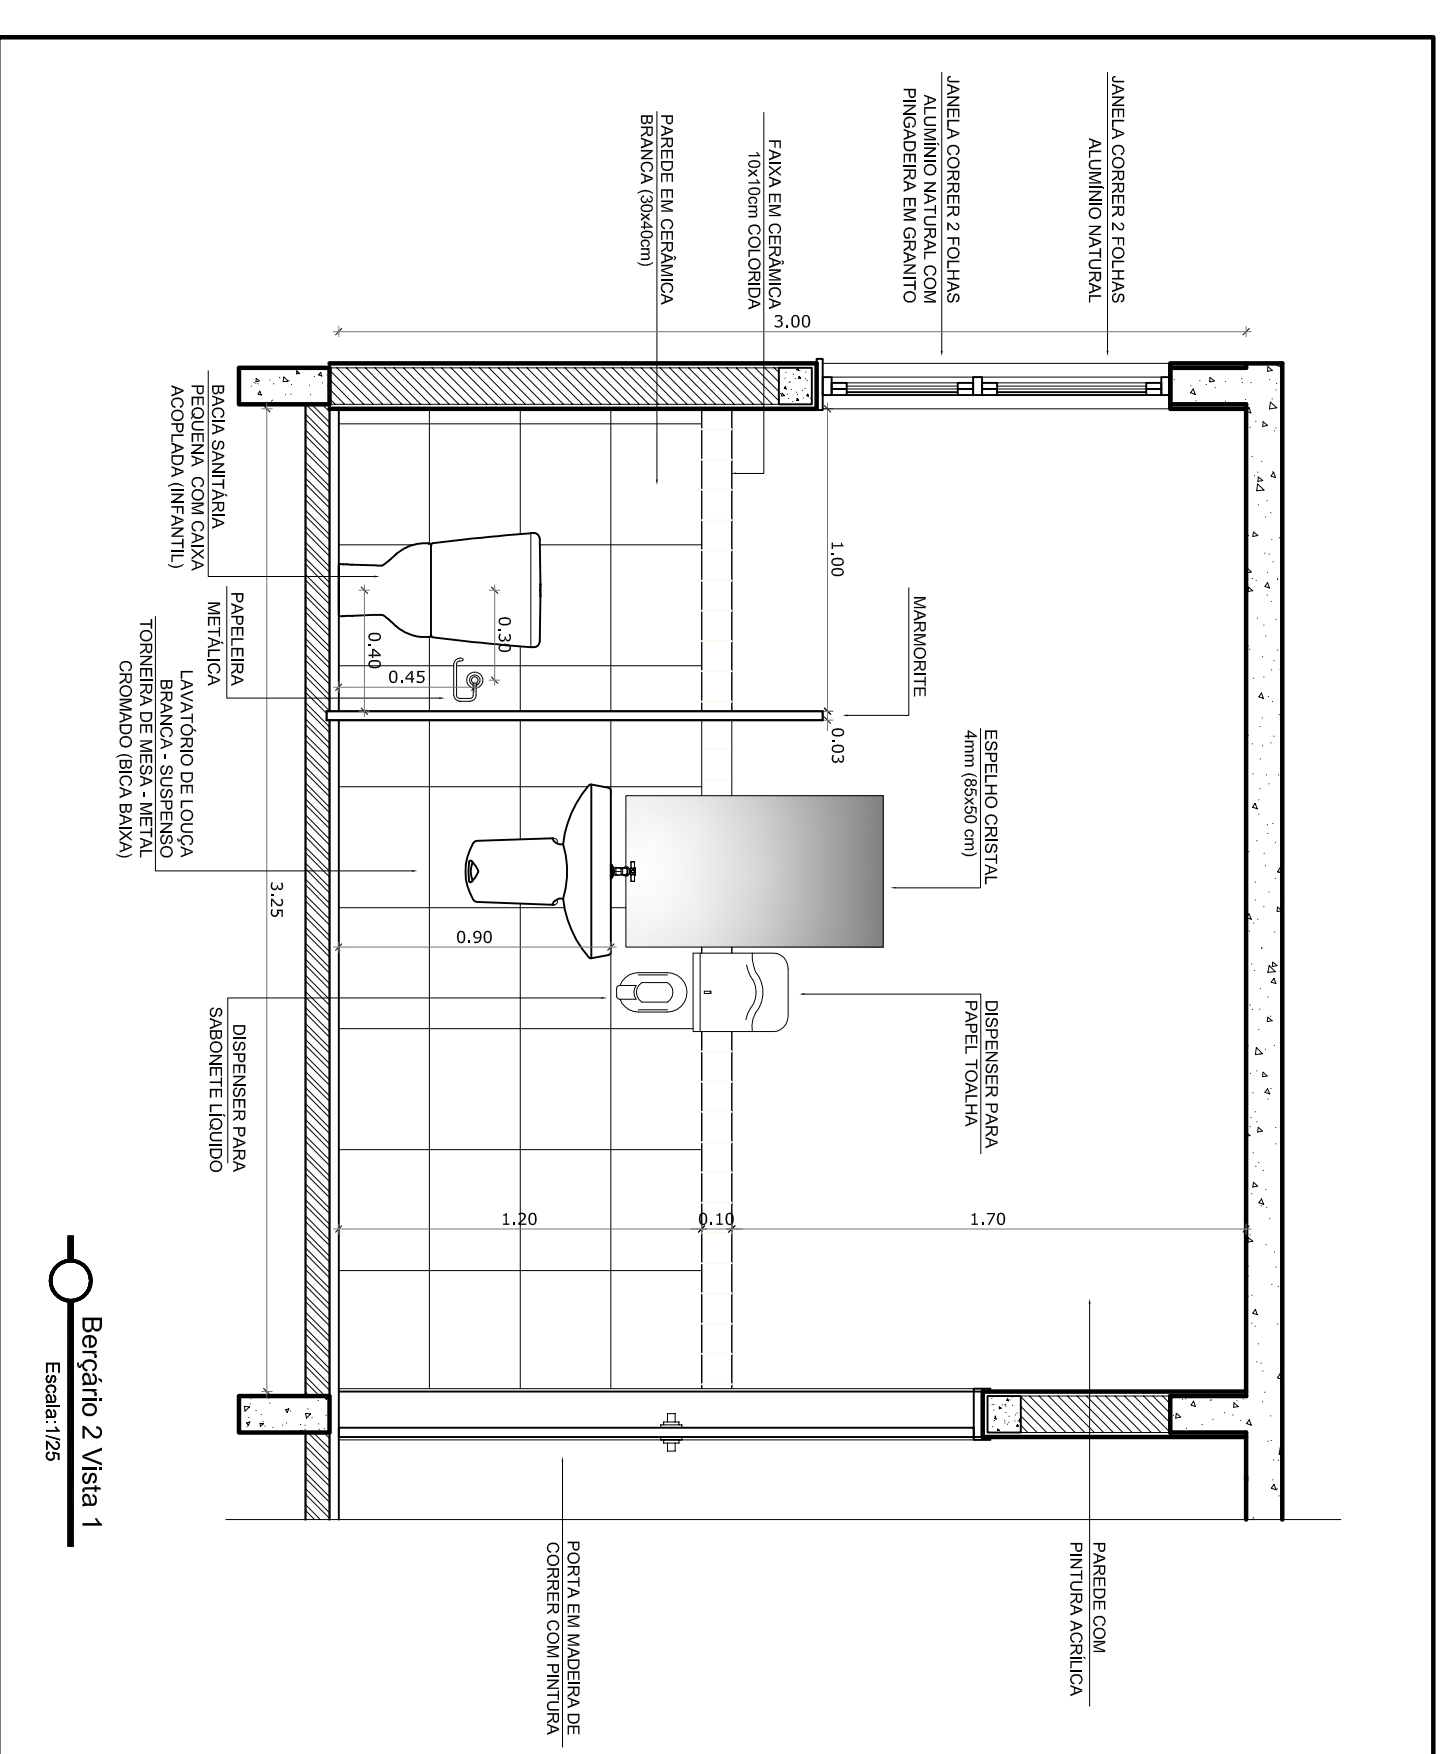 JANELA CORRER 2 FOLHAS
ALUMÍNIO NATURAL
JANELA CORRER 2 FOLHAS
ALUMÍNIO NATURAL COM
PINGADEIRA EM GRANITO
FAIXA EM CERÂMICA
10x10cm COLORIDA
PAREDE EM CERÂMICA
BRANCA (30x40cm)
3.00
1.00
MARMORITE
0.03
ESPELHO CRISTAL
4mm (85x50 cm)
DISPENSER PARA
PAPEL TOALHA
PAREDE COM
PINTURA ACRÍLICA
PORTA EM MADEIRA DE
CORRER COM PINTURA
1.70
0.10
1.20
0.30
0.40
0.45
0.90
BACIA SANITÁRIA
PEQUENA COM CAIXA
ACOPLADA (INFANTIL)
PAPELEIRA
METÁLICA
LAVATÓRIO DE LOUÇA
BRANCA - SUSPENSO
TORNEIRA DE MESA - METAL
CROMADO (BICA BAIXA)
3.25
DISPENSER PARA
SABONETE LÍQUIDO
Berçário 2 Vista 1
Escala:1/25